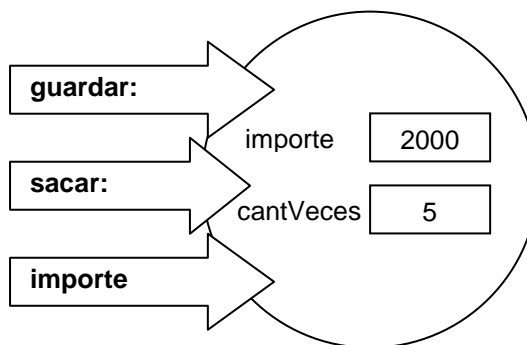 guardar:
importe 2000
sacar:
cantVeces 5
importe